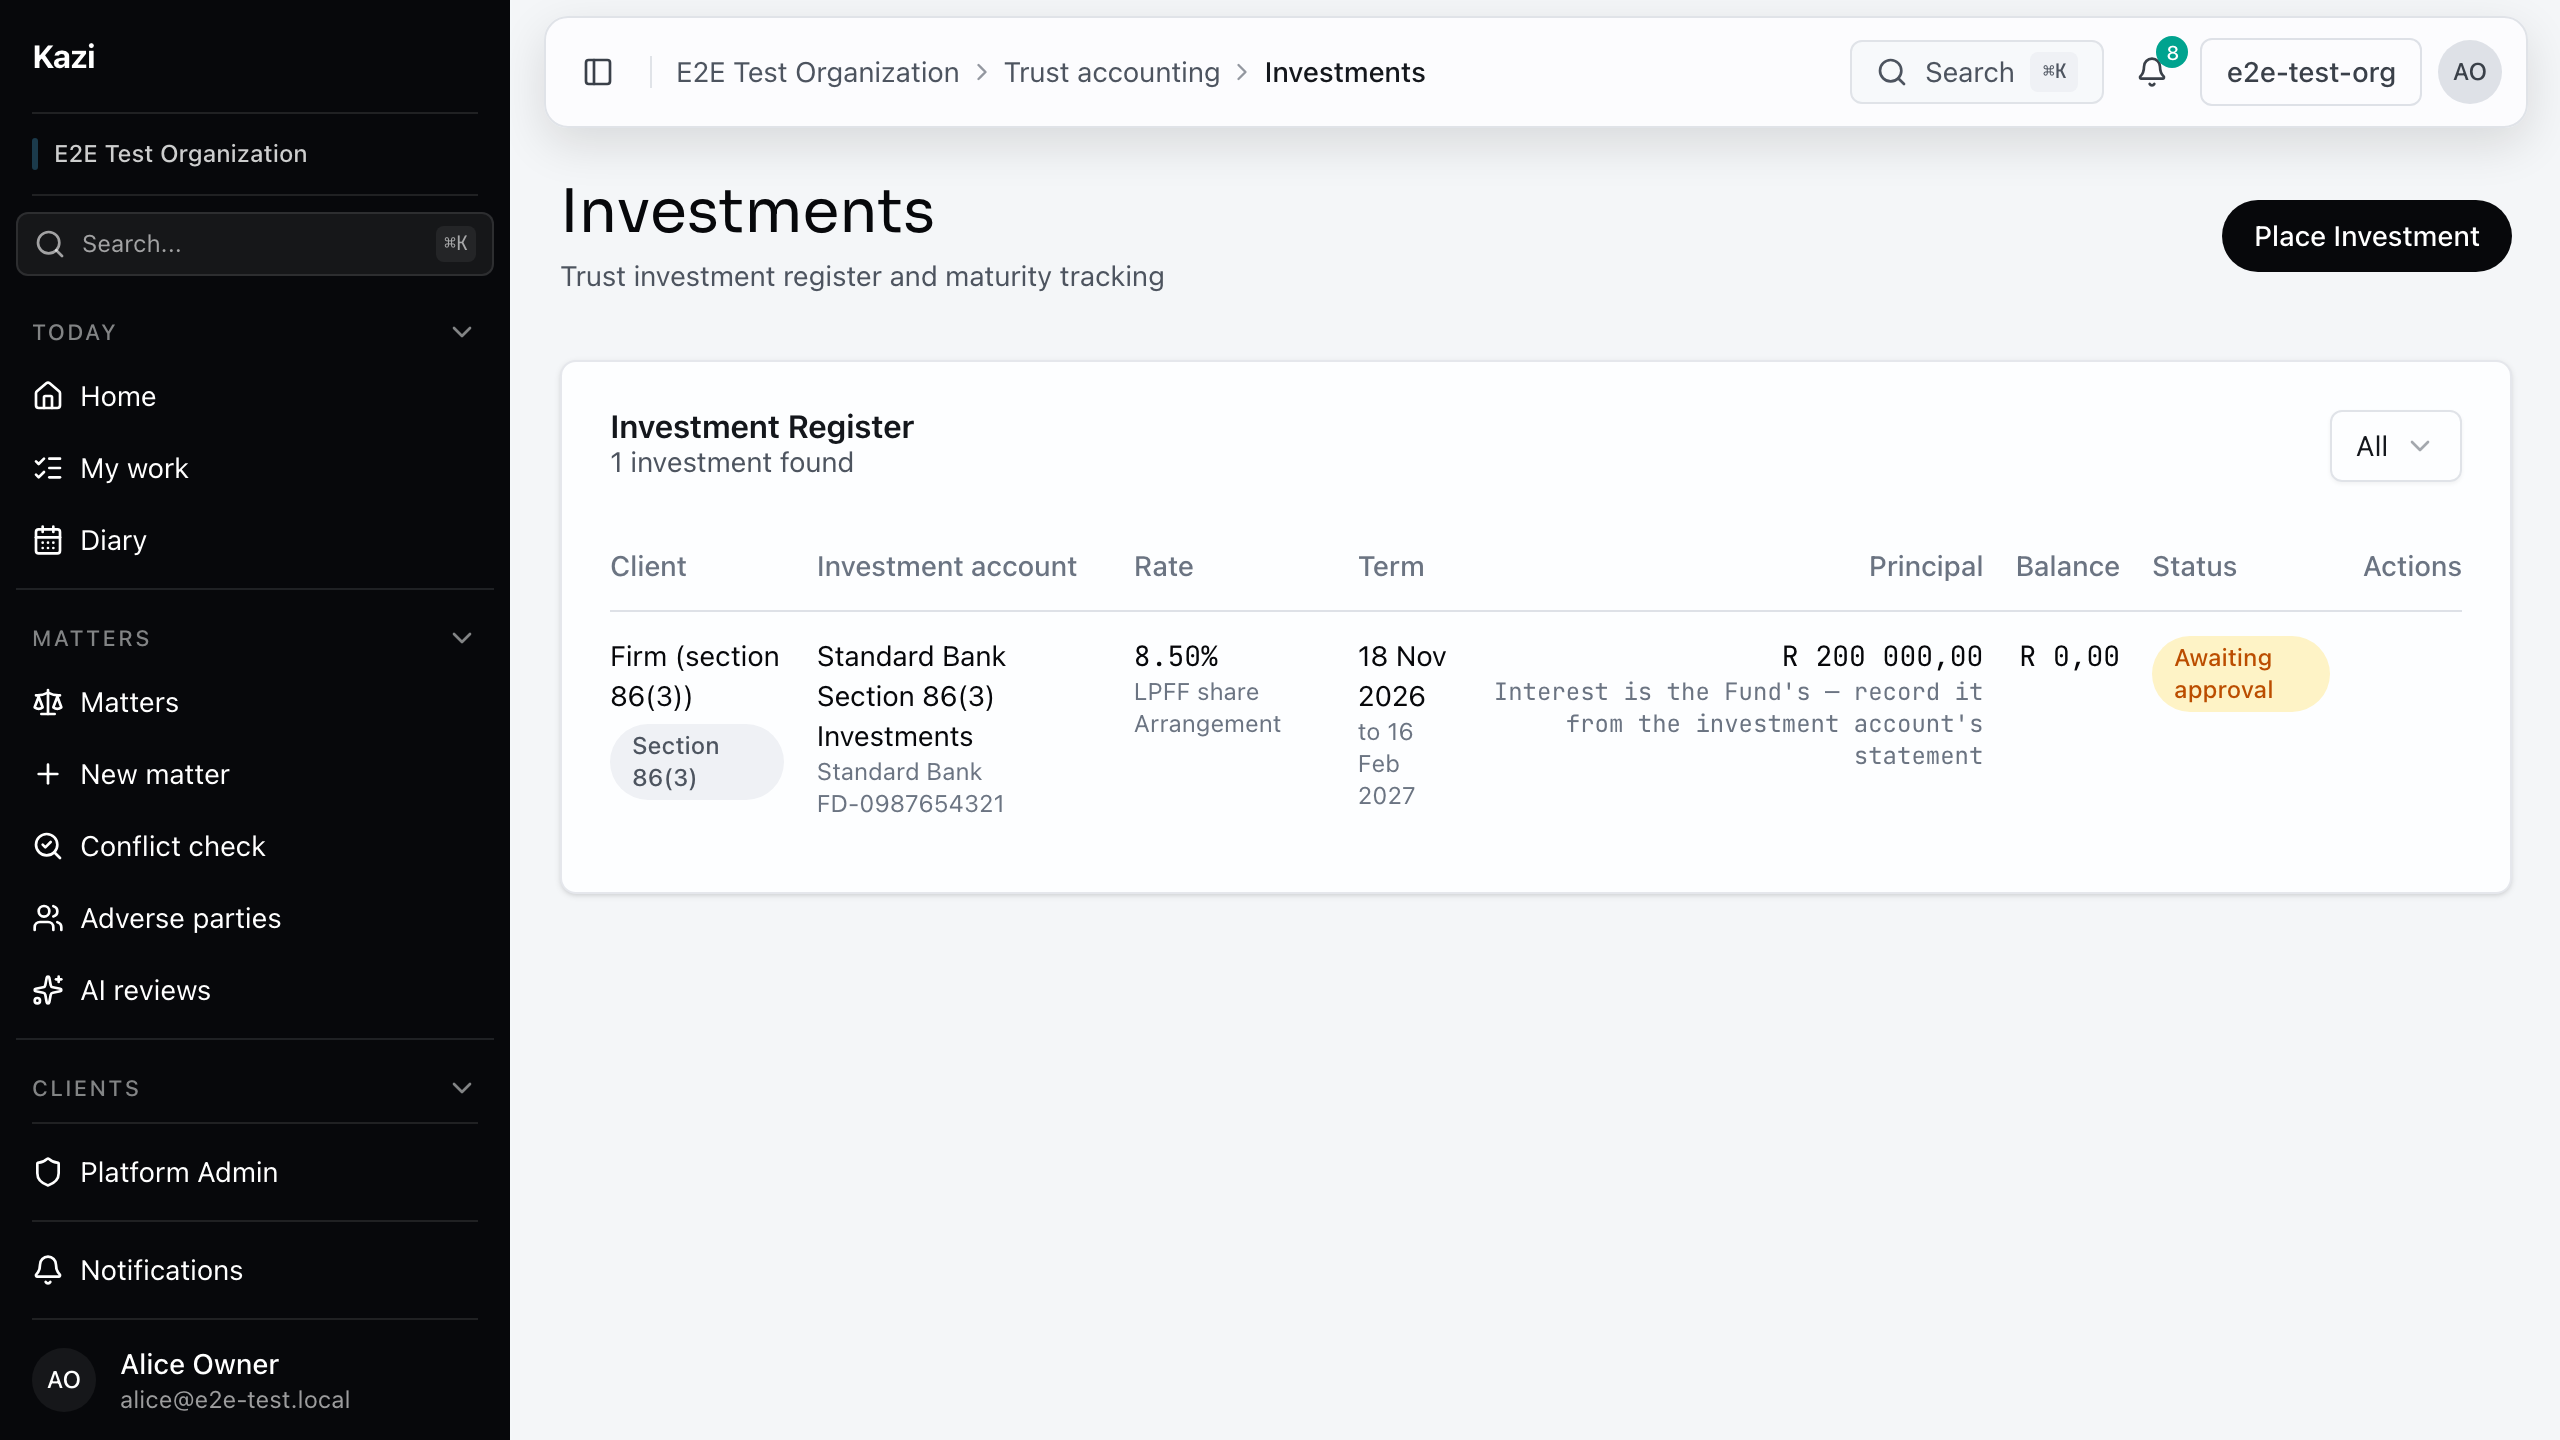 Kazi
E2E Test Organization
Search...
⌘K
TODAY
Home
My work
Diary
MATTERS
Matters
New matter
Conflict check
Adverse parties
AI reviews
CLIENTS
Platform Admin
Notifications
AO
Alice Owner
alice@e2e-test.local
E2E Test Organization > Trust accounting > Investments
Search ⌘K
8
e2e-test-org
AO
Investments
Trust investment register and maturity tracking
Place Investment
Investment Register
1 investment found
All
Client Investment account Rate Term Principal Balance Status Actions
Firm (section
86(3))
Section
86(3)
Standard Bank
Section 86(3)
Investments
Standard Bank
FD-0987654321
8.50%
LPFF share
Arrangement
18 Nov
2026
to 16
Feb
2027
R 200 000,00
Interest is the Fund's — record it
from the investment account's
statement
R 0,00
Awaiting
approval